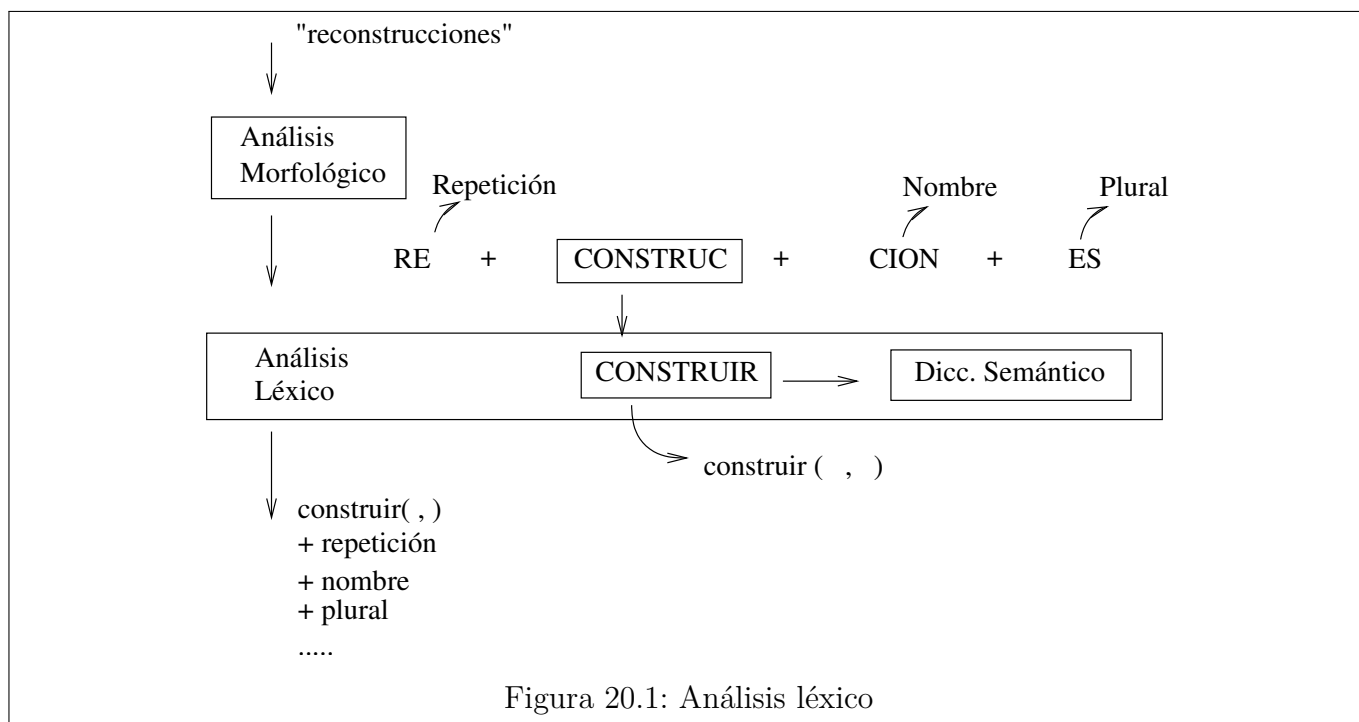 "reconstrucciones"
Análisis
Morfológico
Repetición
Nombre
Plural
RE + CONSTRUC + CION + ES
Análisis
Léxico
CONSTRUIR
Dicc. Semántico
construir ( , )
construir( , )
+ repetición
+ nombre
+ plural
.....
Figura 20.1: Análisis léxico